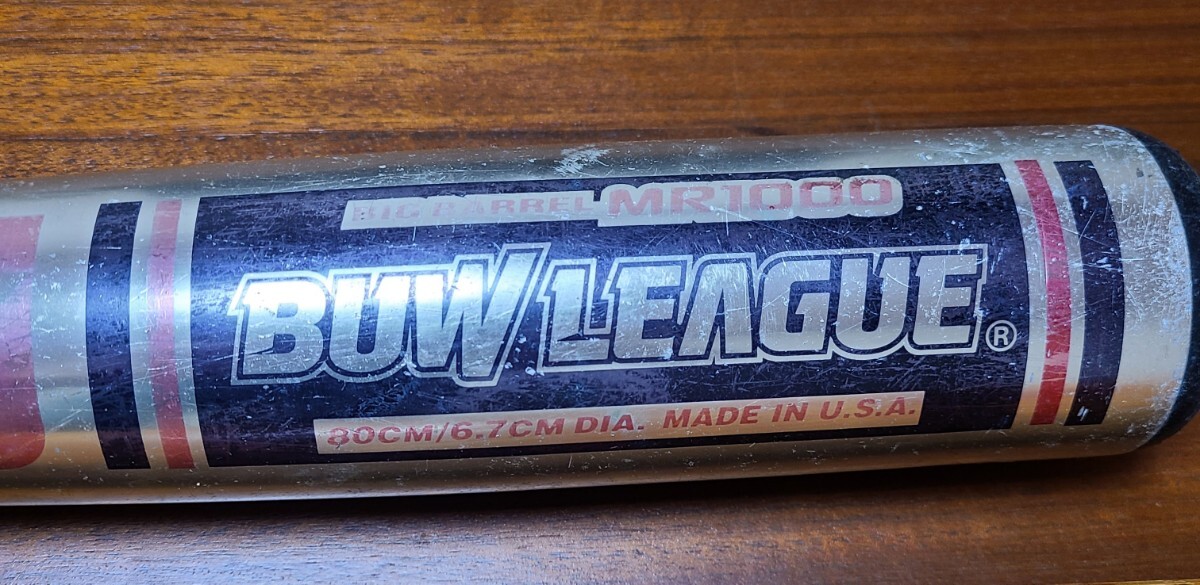 BIG BARREL MR1000
BUW LEAGUE®
80CM/6.7CM DIA. MADE IN U.S.A.